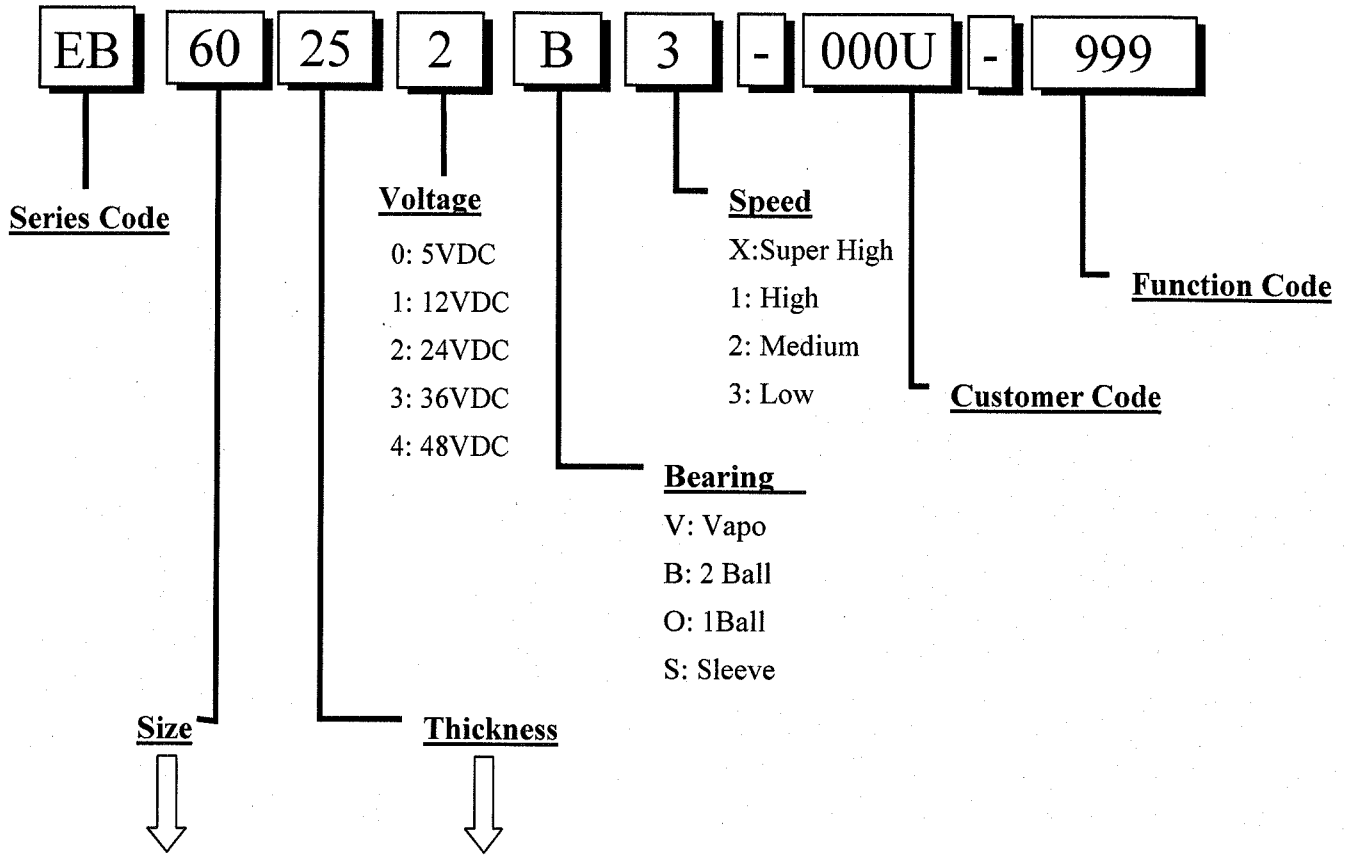 EB 60 25 2 B 3 - 000U - 999
Series Code
Voltage
0: 5VDC
1: 12VDC
2: 24VDC
3: 36VDC
4: 48VDC
Speed
X:Super High
1: High
2: Medium
3: Low
Function Code
Customer Code
Bearing
V: Vapo
B: 2 Ball
O: 1Ball
S: Sleeve
Size
Thickness